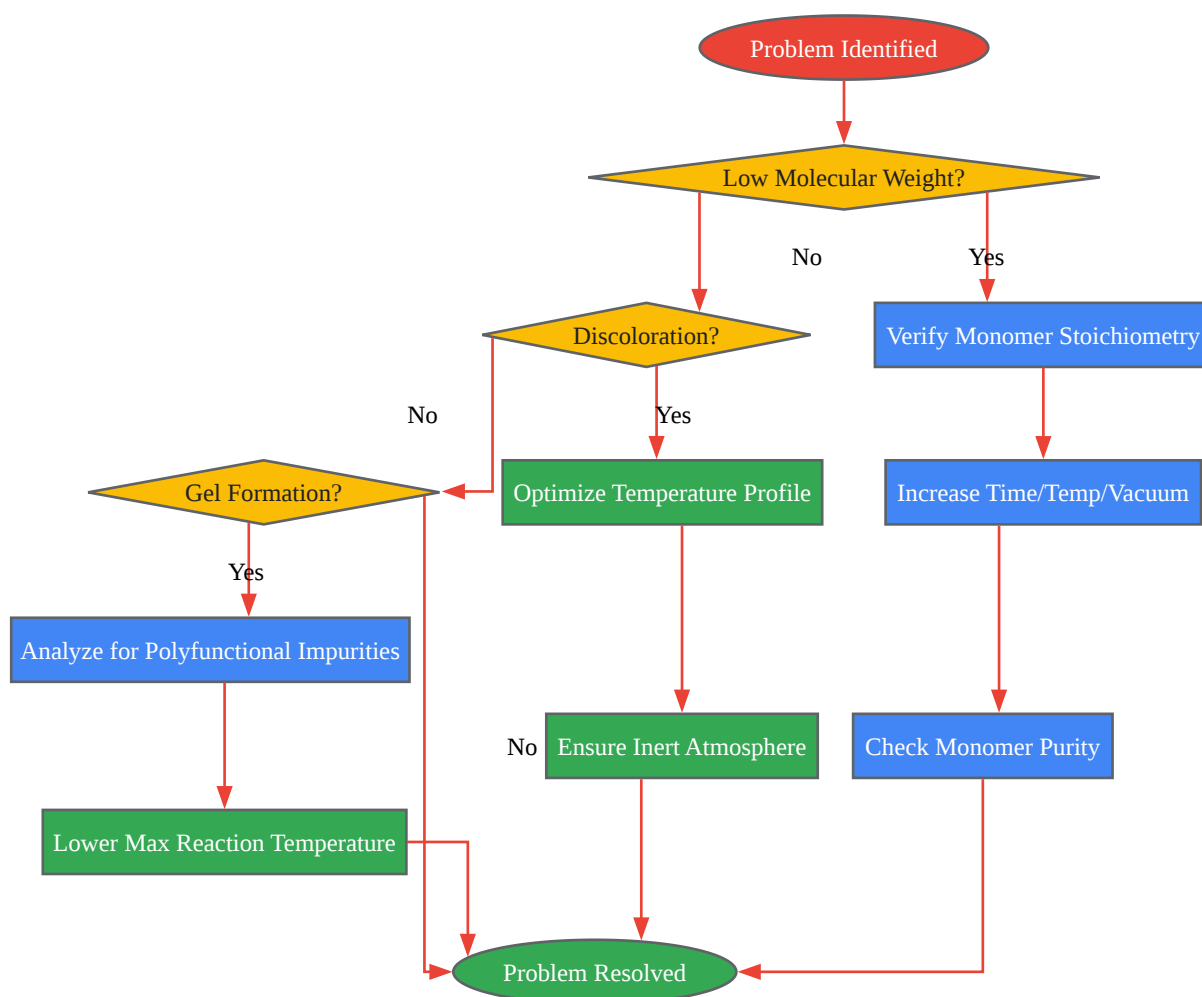 Problem Identified
Low Molecular Weight?
No
Yes
Discoloration?
Verify Monomer Stoichiometry
No
Yes
Gel Formation?
Optimize Temperature Profile
Increase Time/Temp/Vacuum
Yes
Analyze for Polyfunctional Impurities
No
Ensure Inert Atmosphere
Check Monomer Purity
Lower Max Reaction Temperature
Problem Resolved